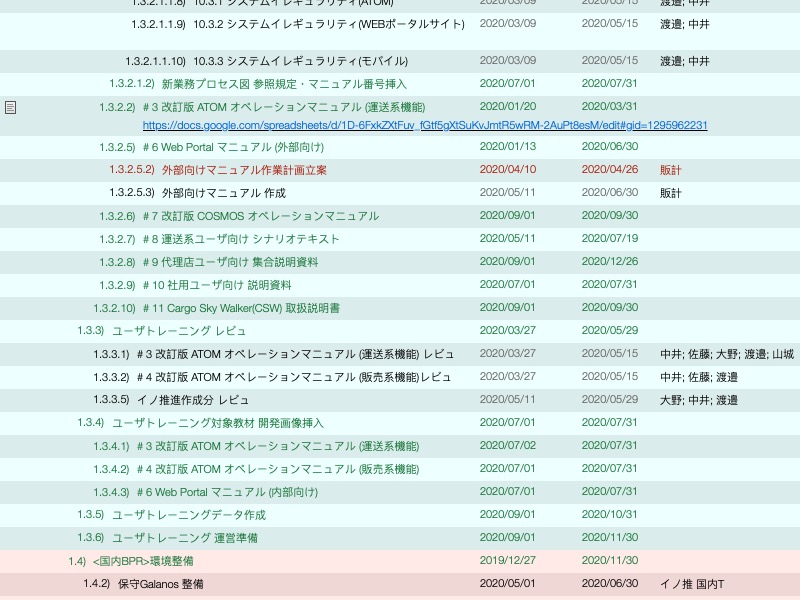 1.3.2.1.1.8) 10.3.1 システムイレギュラリティ(ATOM) 2020/03/09 2020/05/15 渡邉; 中井
1.3.2.1.1.9) 10.3.2 システムイレギュラリティ(WEBポータルサイト) 2020/03/09 2020/05/15 渡邉; 中井
1.3.2.1.1.10) 10.3.3 システムイレギュラリティ(モバイル) 2020/03/09 2020/05/15 渡邉; 中井
1.3.2.1.2) 新業務プロセス図 参照規定・マニュアル番号挿入 2020/07/01 2020/07/31
1.3.2.2) #3 改訂版 ATOM オペレーションマニュアル (運送系機能) 2020/01/20 2020/03/31
https://docs.google.com/spreadsheets/d/1D-6FxkZXtFuv_fGtf5gXtSuKvJmtR5wRM-2AuPt8esM/edit#gid=1295962231
1.3.2.5) #6 Web Portal マニュアル (外部向け) 2020/01/13 2020/06/30
1.3.2.5.2) 外部向けマニュアル作業計画立案 2020/04/10 2020/04/26 販計
1.3.2.5.3) 外部向けマニュアル 作成 2020/05/11 2020/06/30 販計
1.3.2.6) #7 改訂版 COSMOS オペレーションマニュアル 2020/09/01 2020/09/30
1.3.2.7) #8 運送系ユーザ向け シナリオテキスト 2020/05/11 2020/07/19
1.3.2.8) #9 代理店ユーザ向け 集合説明資料 2020/09/01 2020/12/26
1.3.2.9) #10 社用ユーザ向け 説明資料 2020/07/01 2020/07/31
1.3.2.10) #11 Cargo Sky Walker(CSW) 取扱説明書 2020/09/01 2020/09/30
1.3.3) ユーザトレーニング レビュ 2020/03/27 2020/05/29
1.3.3.1) #3 改訂版 ATOM オペレーションマニュアル (運送系機能) レビュ 2020/03/27 2020/05/15 中井; 佐藤; 大野; 渡邉; 山城
1.3.3.2) #4 改訂版 ATOM オペレーションマニュアル (販売系機能)レビュ 2020/03/27 2020/05/15 中井; 佐藤; 渡邉
1.3.3.5) イノ推進作成分 レビュ 2020/05/11 2020/05/29 大野; 中井; 渡邉
1.3.4) ユーザトレーニング対象教材 開発画像挿入 2020/07/01 2020/07/31
1.3.4.1) #3 改訂版 ATOM オペレーションマニュアル (運送系機能) 2020/07/02 2020/07/31
1.3.4.2) #4 改訂版 ATOM オペレーションマニュアル (販売系機能) 2020/07/01 2020/07/31
1.3.4.3) #6 Web Portal マニュアル (内部向け) 2020/07/01 2020/07/31
1.3.5) ユーザトレーニングデータ作成 2020/09/01 2020/10/31
1.3.6) ユーザトレーニング 運営準備 2020/09/01 2020/11/30
1.4) <国内BPR>環境整備 2019/12/27 2020/11/30
1.4.2) 保守Galanos 整備 2020/05/01 2020/06/30 イノ推 国内T